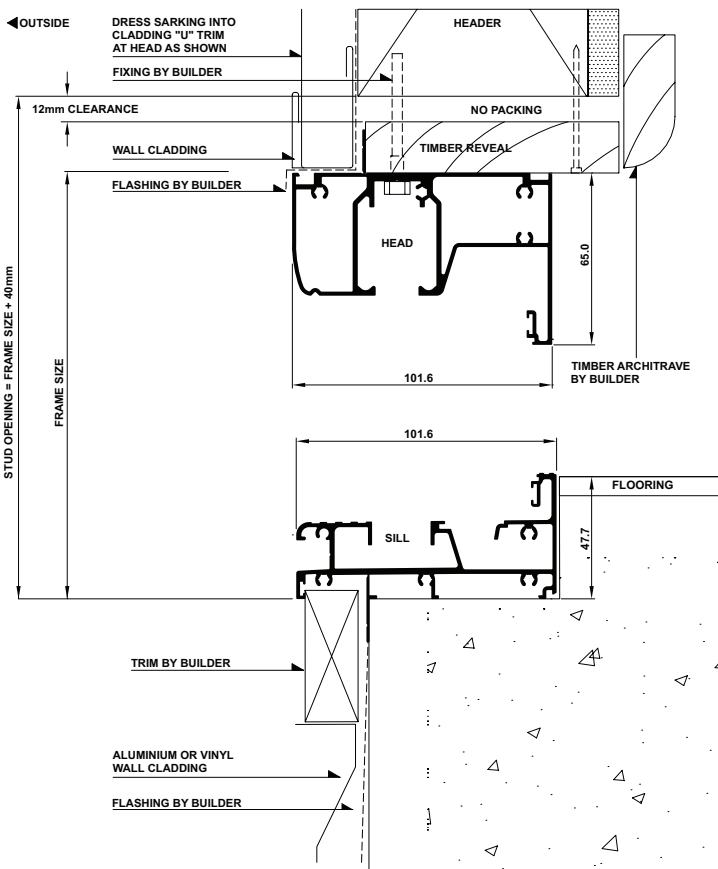 OUTSIDE
DRESS SARKING INTO
CLADDING "U" TRIM
AT HEAD AS SHOWN
HEADER
FIXING BY BUILDER
12mm CLEARANCE
NO PACKING
WALL CLADDING
TIMBER REVEAL
FLASHING BY BUILDER
HEAD
65.0
TIMBER ARCHITRAVE
BY BUILDER
101.6
FRAME SIZE
STUD OPENING = FRAME SIZE + 40mm
101.6
FLOORING
SILL
47.7
TRIM BY BUILDER
ALUMINIUM OR VINYL
WALL CLADDING
FLASHING BY BUILDER